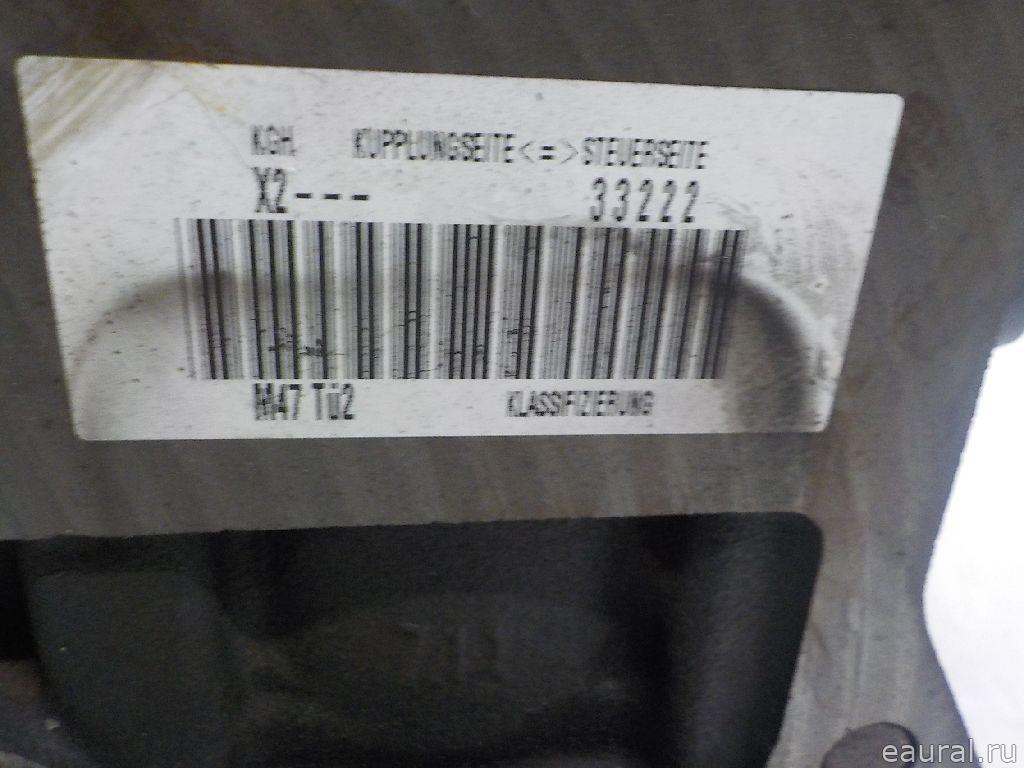 KGH KUPPLUNGSEITE <=> STEUERSEITE
X2--- 33222
M47 Tü2 KLASSIFIZIERUNG
eaural.ru